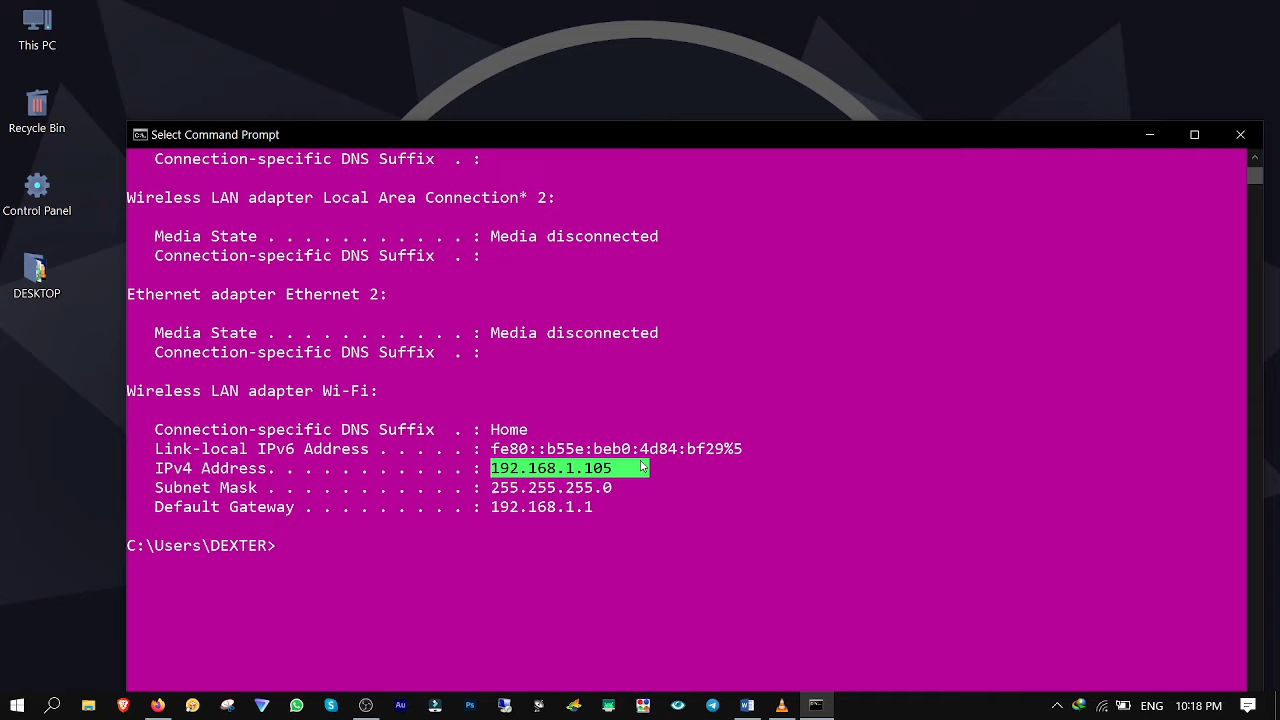 This PC
Recycle Bin
Control Panel
DESKTOP
Select Command Prompt
Connection-specific DNS Suffix  . :
Wireless LAN adapter Local Area Connection* 2:
Media State . . . . . . . . . . . : Media disconnected
Connection-specific DNS Suffix  . :
Ethernet adapter Ethernet 2:
Media State . . . . . . . . . . . : Media disconnected
Connection-specific DNS Suffix  . :
Wireless LAN adapter Wi-Fi:
Connection-specific DNS Suffix  . : Home
Link-local IPv6 Address . . . . . : fe80::b55e:beb0:4d84:bf29%5
IPv4 Address. . . . . . . . . . . : 192.168.1.105
Subnet Mask . . . . . . . . . . . : 255.255.255.0
Default Gateway . . . . . . . . . : 192.168.1.1
C:\Users\DEXTER>
ENG 10:18 PM